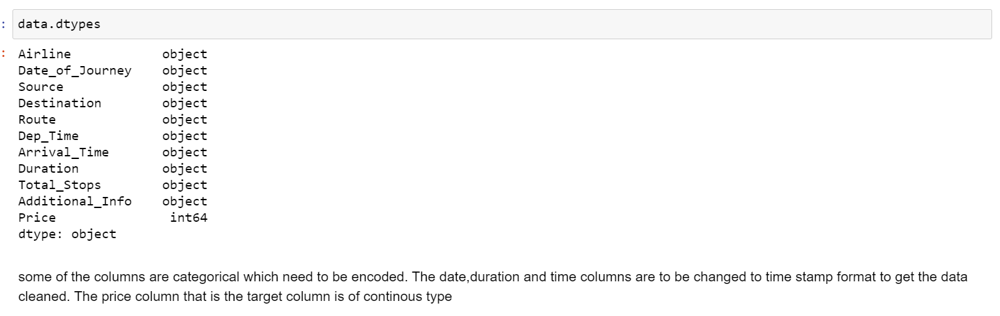 : data.dtypes
: Airline object
Date_of_Journey object
Source object
Destination object
Route object
Dep_Time object
Arrival_Time object
Duration object
Total_Stops object
Additional_Info object
Price int64
dtype: object
some of the columns are categorical which need to be encoded. The date,duration and time columns are to be changed to time stamp format to get the data
cleaned. The price column that is the target column is of continous type